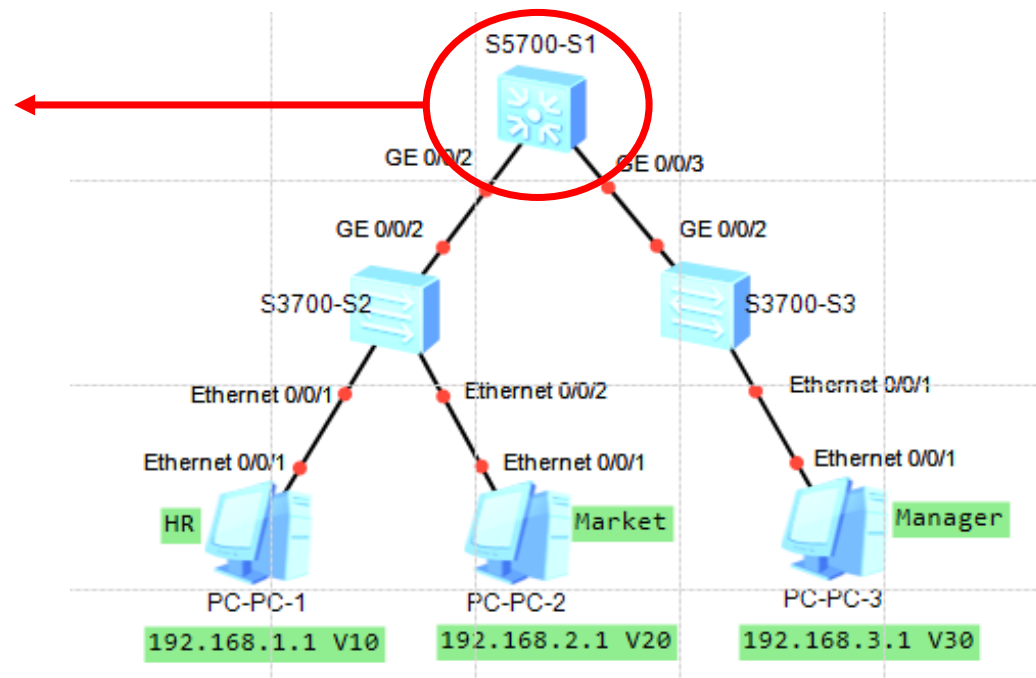 S5700-S1
GE 0/0/2
GE 0/0/3
GE 0/0/2
GE 0/0/2
S3700-S2
S3700-S3
Ethernet 0/0/1
Ethernet 0/0/2
Ethernet 0/0/1
Ethernet 0/0/1
Ethernet 0/0/1
Ethernet 0/0/1
HR
Market
Manager
PC-PC-1
PC-PC-2
PC-PC-3
192.168.1.1 V10
192.168.2.1 V20
192.168.3.1 V30